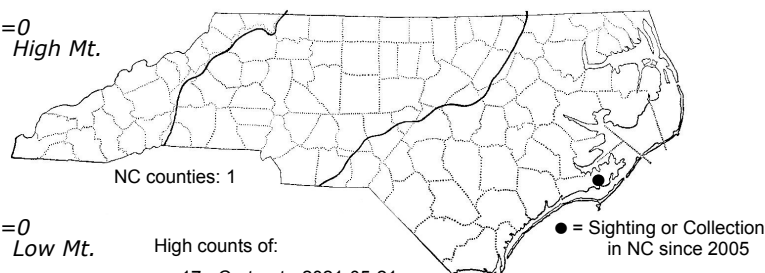 =0
High Mt.
NC counties: 1
=0
Low Mt.
High counts of:
● = Sighting or Collection
in NC since 2005